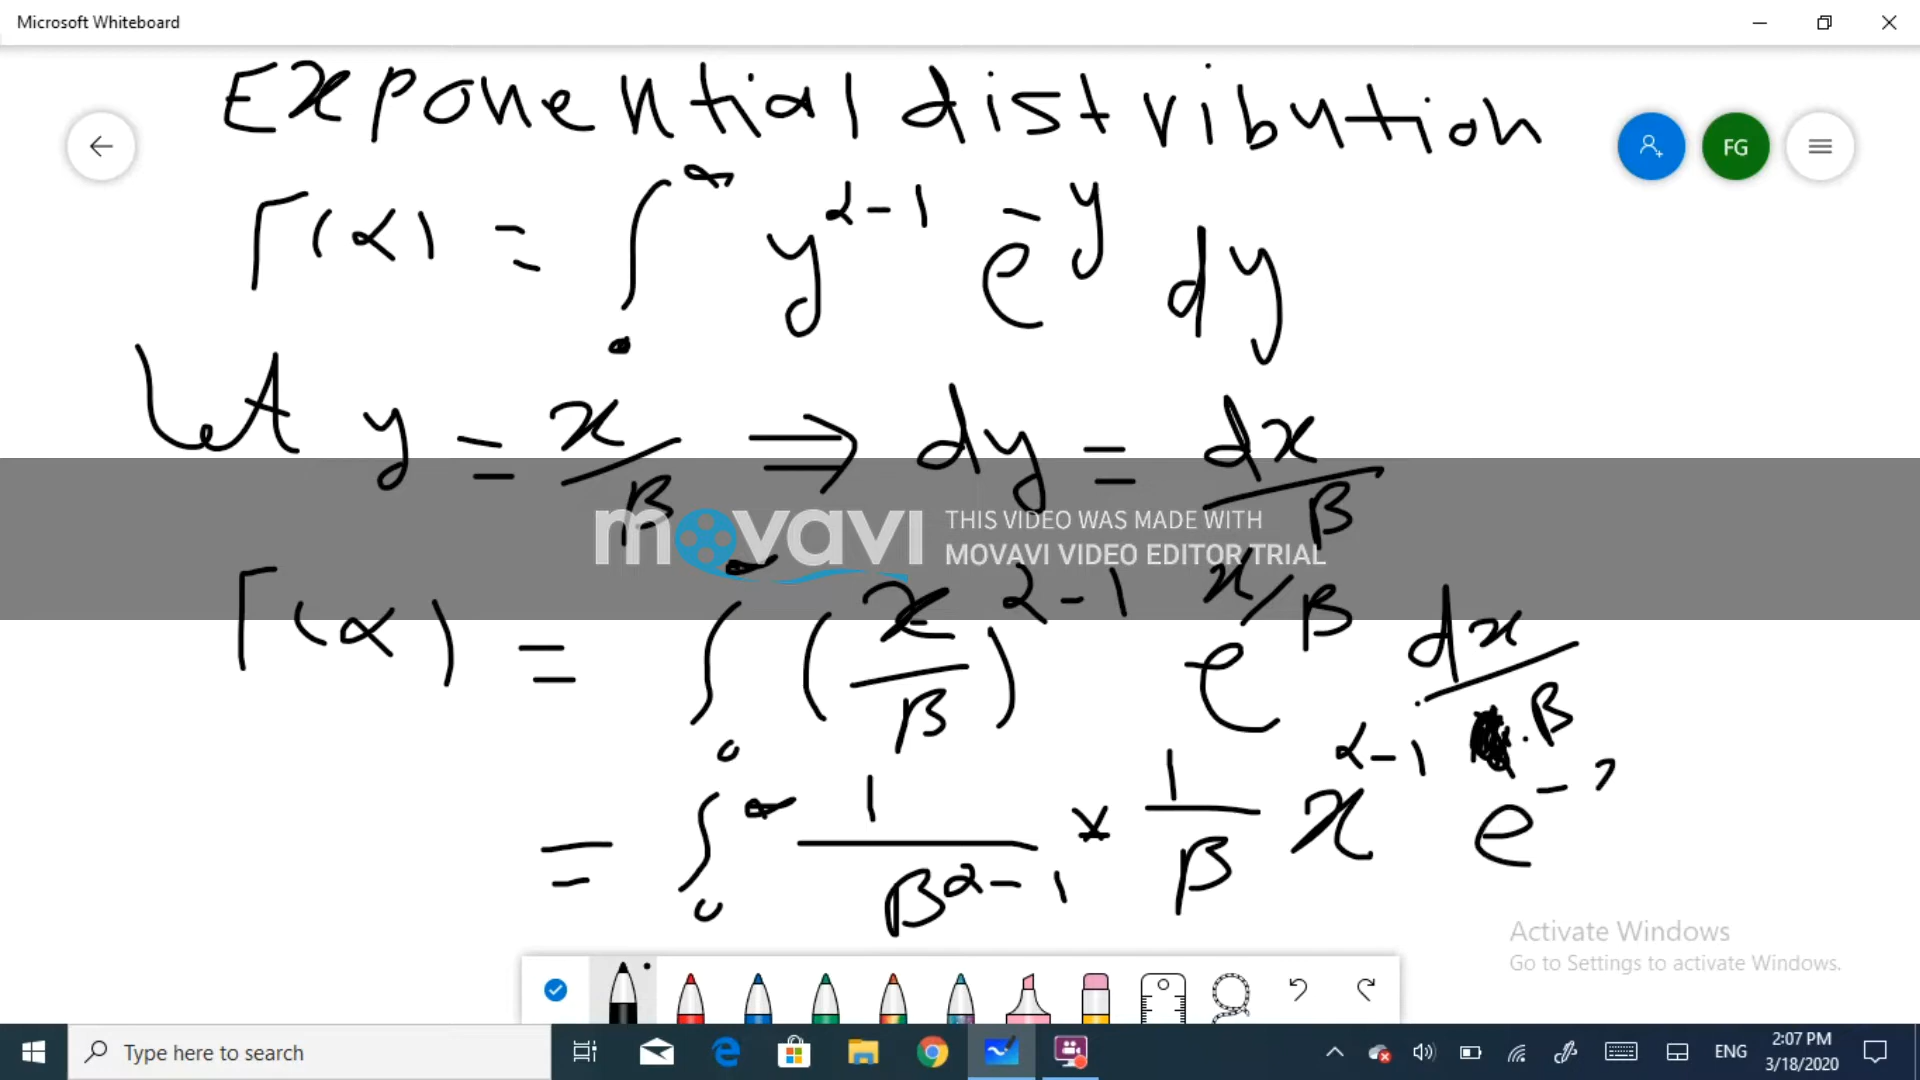 Microsoft Whiteboard
Exponential distribution
FG
Γ(α) = ∫₀^∞ y^{α-1} e^{-y} dy
Let y = x/β ⇒ dy = dx/β
movavi THIS VIDEO WAS MADE WITH
MOVAVI VIDEO EDITOR TRIAL
Γ(α) = ∫₀^∞ (x/β)^{α-1} e^{x/β} dx/β
= ∫₀^∞ 1/β^{α-1} * 1/β x^{α-1} e^{-
Activate Windows
Go to Settings to activate Windows.
Type here to search
ENG
2:07 PM
3/18/2020